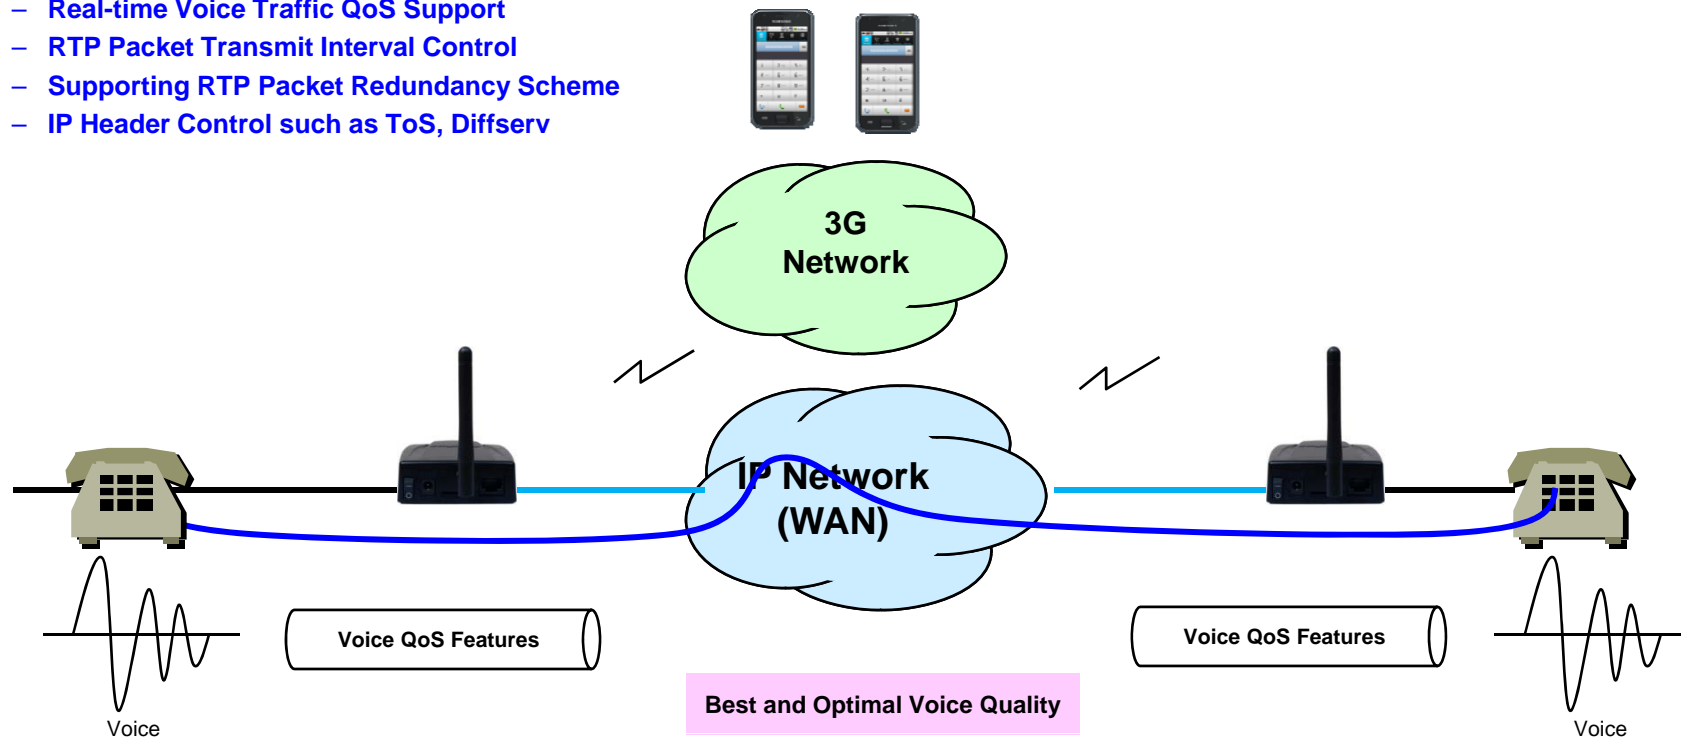 – Real-time Voice Traffic QoS Support
– RTP Packet Transmit Interval Control
– Supporting RTP Packet Redundancy Scheme
– IP Header Control such as ToS, Diffserv
3G
Network
IP Network
(WAN)
Voice QoS Features
Voice QoS Features
Best and Optimal Voice Quality
Voice
Voice